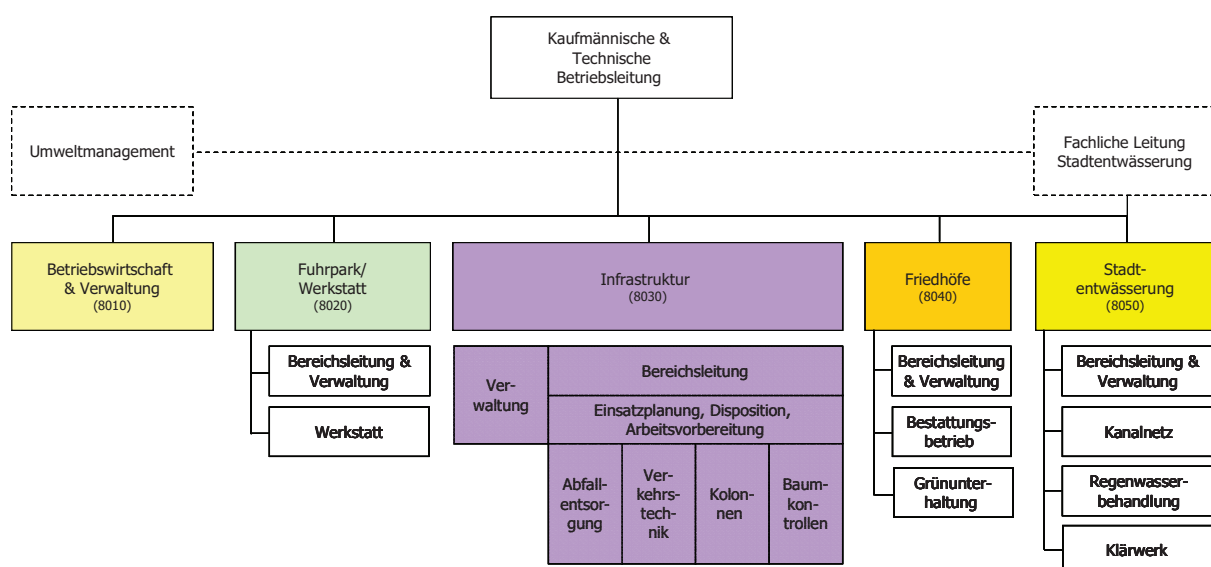 Kaufmännische &
Technische
Betriebsleitung
Umweltmanagement
Fachliche Leitung
Stadtentwässerung
Betriebswirtschaft
& Verwaltung
(8010)
Fuhrpark/
Werkstatt
(8020)
Infrastruktur
(8030)
Friedhöfe
(8040)
Stadt-
entwässerung
(8050)
Bereichsleitung &
Verwaltung
Werkstatt
Ver-
waltung
Bereichsleitung
Einsatzplanung, Disposition,
Arbeitsvorbereitung
Abfall-
entsor-
gung
Ver-
kehrs-
tech-
nik
Kolon-
nen
Baum-
kon-
trollen
Bereichsleitung
& Verwaltung
Bestattungs-
betrieb
Grünunter-
haltung
Bereichsleitung &
Verwaltung
Kanalnetz
Regenwasser-
behandlung
Klärwerk